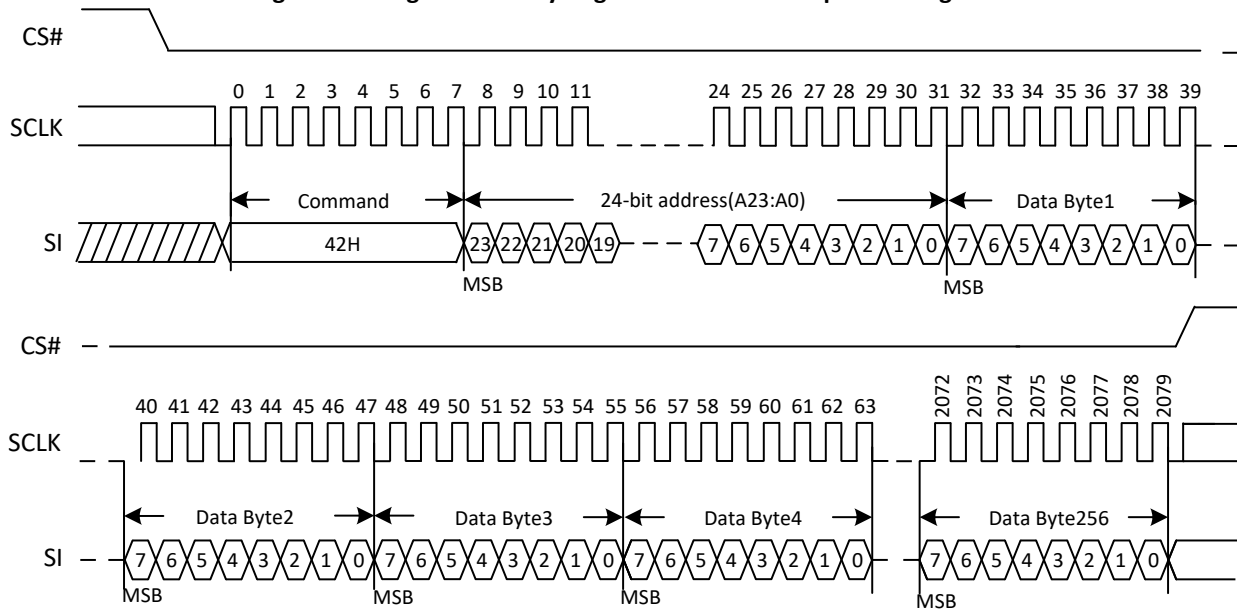 CS#
0 1 2 3 4 5 6 7 8 9 10 11 24 25 26 27 28 29 30 31 32 33 34 35 36 37 38 39
SCLK
Command 24-bit address(A23:A0) Data Byte1
SI 42H 23 22 21 20 19 7 6 5 4 3 2 1 0 7 6 5 4 3 2 1 0
MSB MSB
CS#
40 41 42 43 44 45 46 47 48 49 50 51 52 53 54 55 56 57 58 59 60 61 62 63 2072 2073 2074 2075 2076 2077 2078 2079
SCLK
Data Byte2 Data Byte3 Data Byte4 Data Byte256
SI 7 6 5 4 3 2 1 0 7 6 5 4 3 2 1 0 7 6 5 4 3 2 1 0 7 6 5 4 3 2 1 0
MSB MSB MSB MSB